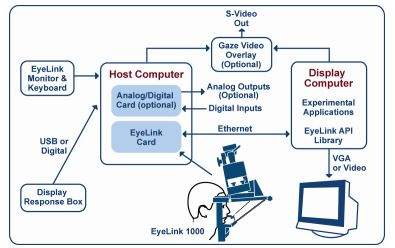 S-Video
Out
Gaze Video
Overlay
(Optional)
EyeLink
Monitor &
Keyboard
Host Computer
Analog/Digital
Card (optional)
EyeLink
Card
Analog Outputs
(Optional)
Digital Inputs
Ethernet
Display
Computer
Experimental
Applications
EyeLink API
Library
USB or
Digital
VGA
or Video
Display
Response Box
EyeLink 1000